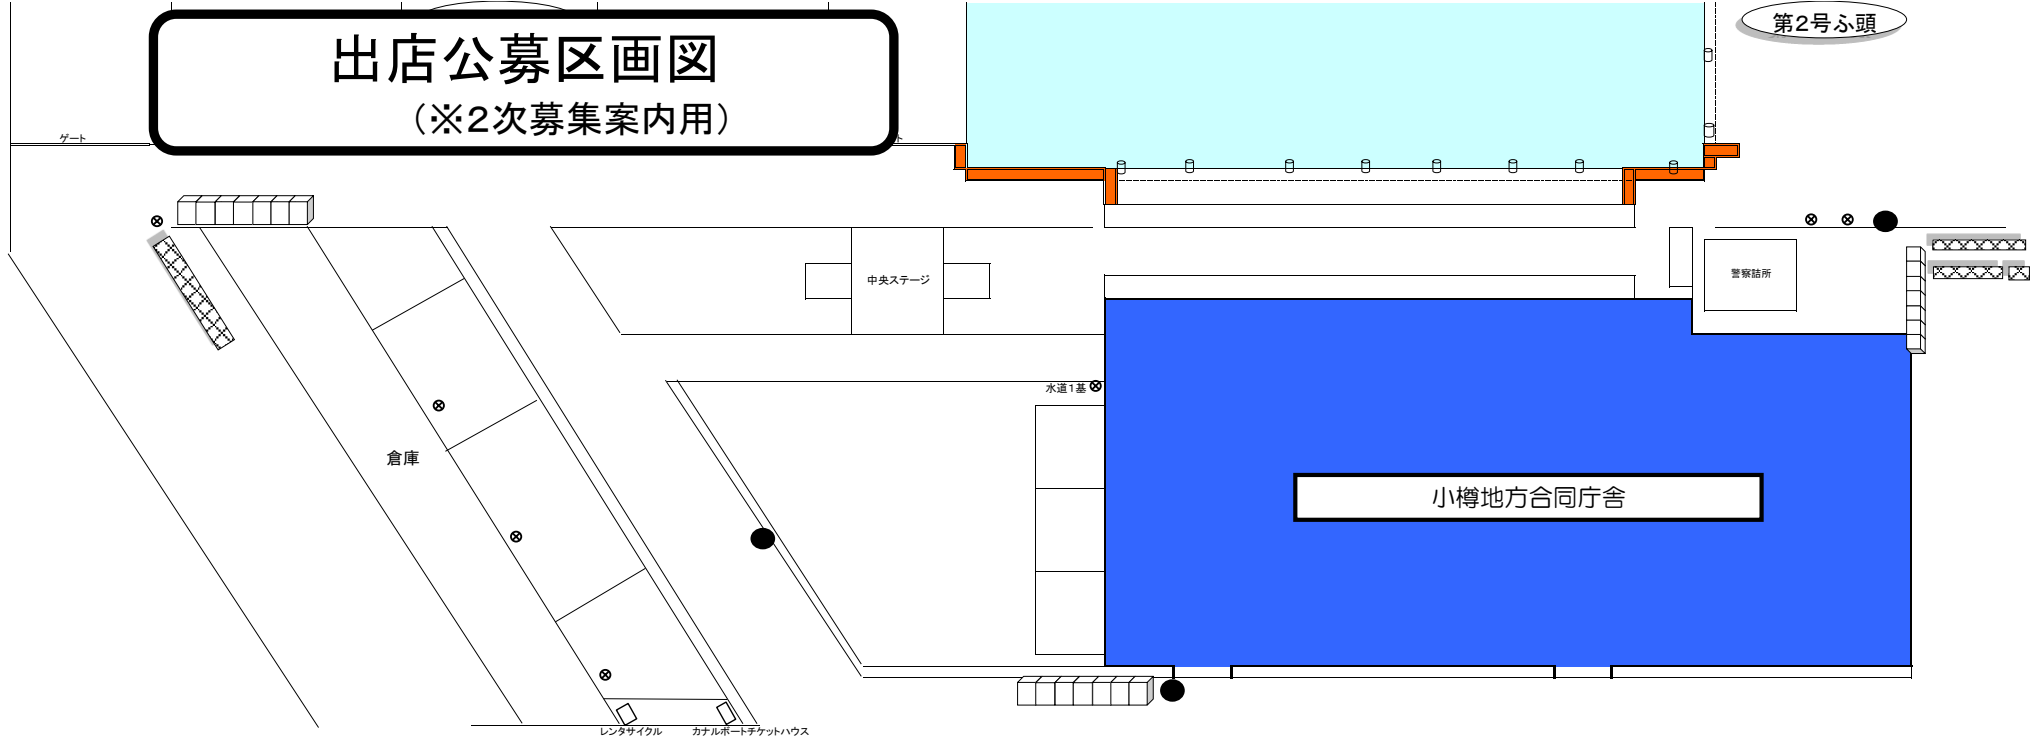 出店公募区画図
（※２次募集案内用）
第２号ふ頭
ゲート
ト
中央ステージ
警察詰所
水道１基
倉庫
小樽地方合同庁舎
レンタサイクル
カナルボートチケットハウス